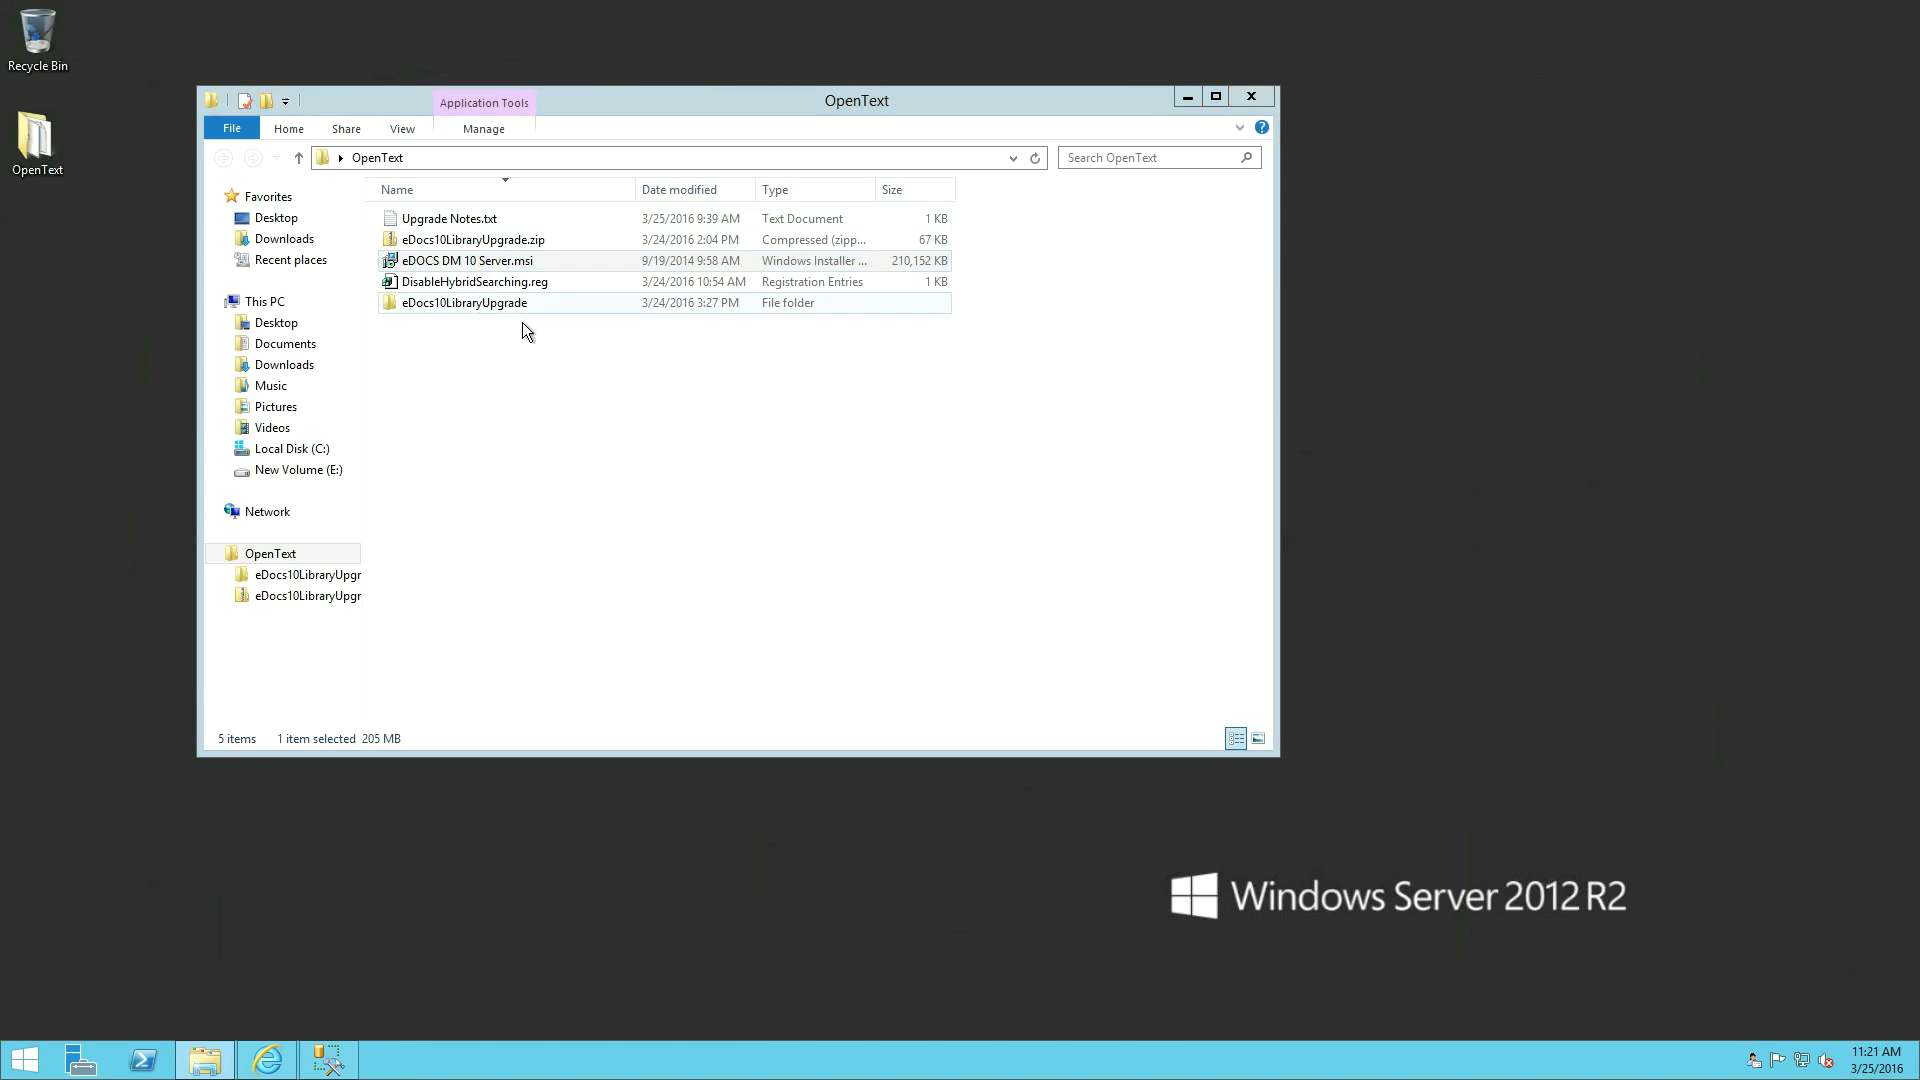 Recycle Bin
OpenText
Application Tools
OpenText
File
Home
Share
View
Manage
OpenText
Search OpenText
Name
Date modified
Type
Size
Upgrade Notes.txt
3/25/2016 9:39 AM
Text Document
1 KB
eDocs10LibraryUpgrade.zip
3/24/2016 2:04 PM
Compressed (zipp...
67 KB
eDOCS DM 10 Server.msi
9/19/2014 9:58 AM
Windows Installer ...
210,152 KB
DisableHybridSearching.reg
3/24/2016 10:54 AM
Registration Entries
1 KB
eDocs10LibraryUpgrade
3/24/2016 3:27 PM
File folder
Favorites
Desktop
Downloads
Recent places
This PC
Desktop
Documents
Downloads
Music
Pictures
Videos
Local Disk (C:)
New Volume (E:)
Network
OpenText
eDocs10LibraryUpgr
eDocs10LibraryUpgr
5 items
1 item selected 205 MB
Windows Server 2012 R2
11:21 AM
3/25/2016